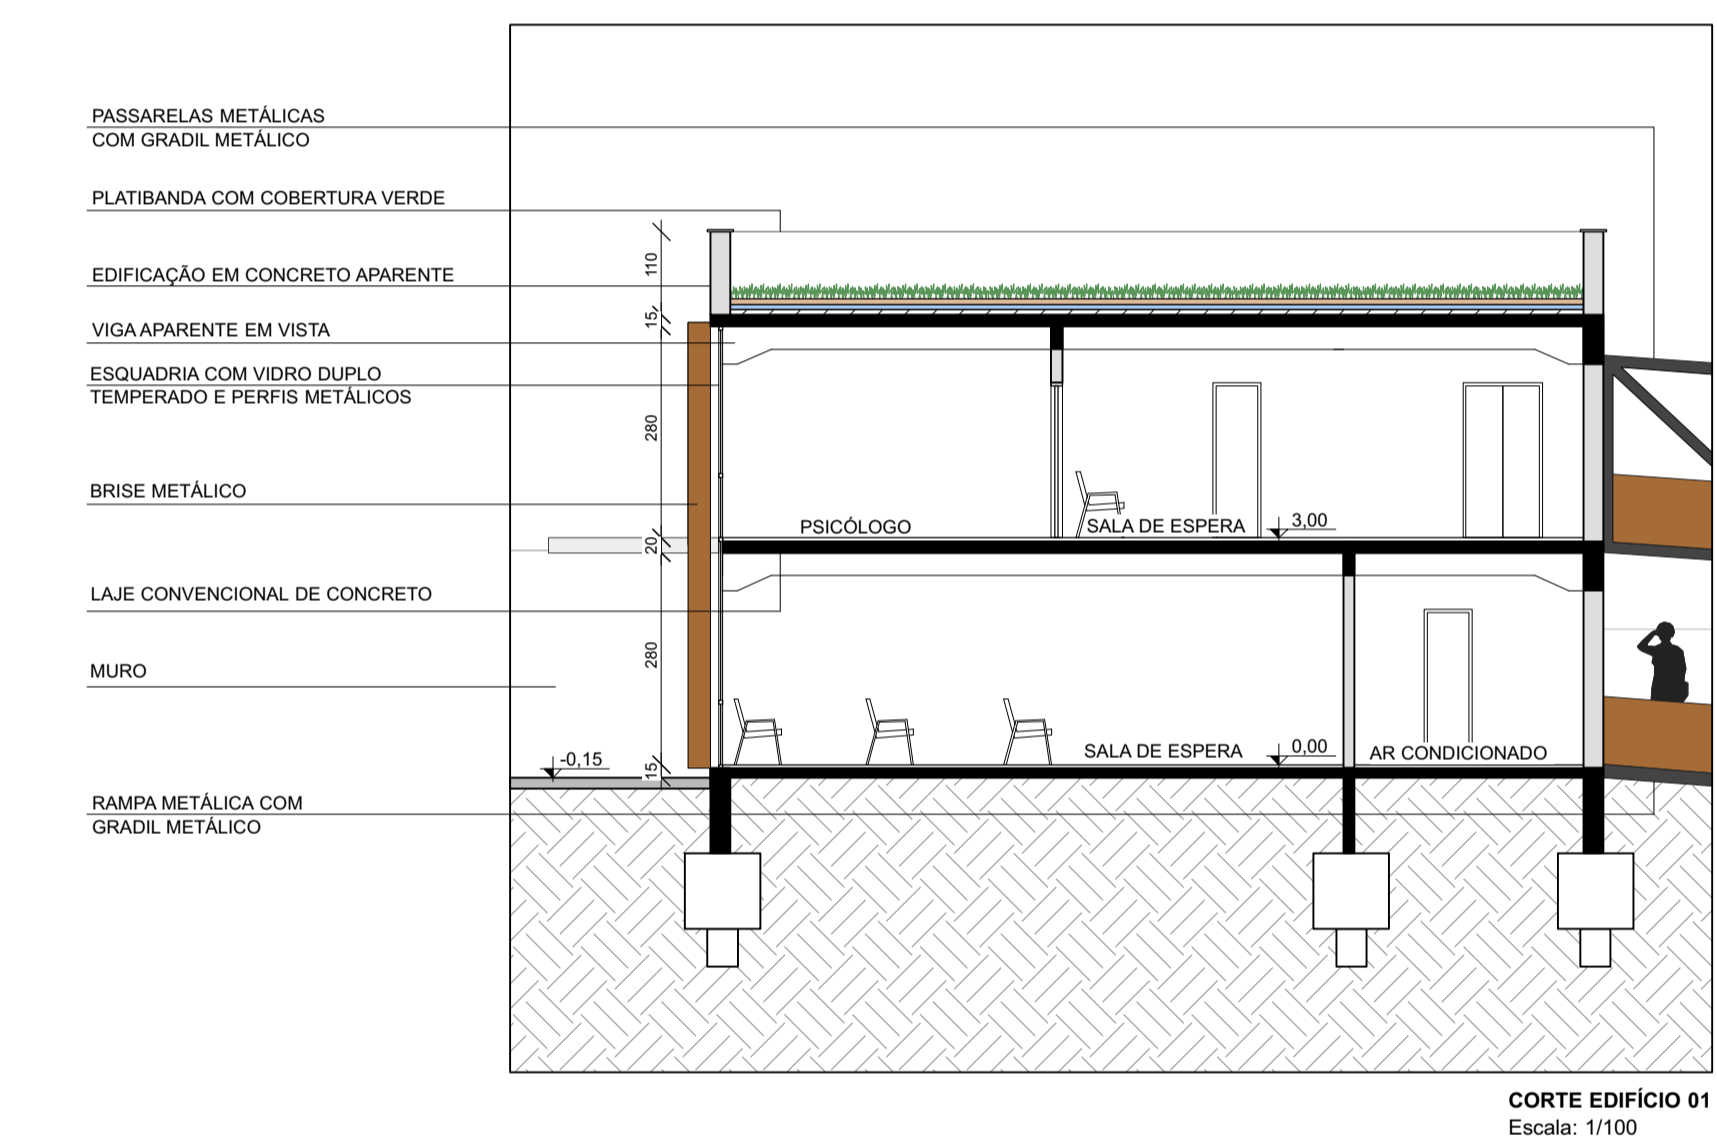 PASSARELAS METÁLICAS
COM GRADIL METÁLICO
PLATIBANDA COM COBERTURA VERDE
EDIFICAÇÃO EM CONCRETO APARENTE
VIGA APARENTE EM VISTA
ESQUADRIA COM VIDRO DUPLO
TEMPERADO E PERFIS METÁLICOS
BRISE METÁLICO
LAJE CONVENCIONAL DE CONCRETO
MURO
RAMPA METÁLICA COM
GRADIL METÁLICO
110
15
280
20
280
15
-0,15
PSICÓLOGO
SALA DE ESPERA
3,00
SALA DE ESPERA
0,00
AR CONDICIONADO
CORTE EDIFÍCIO 01
Escala: 1/100